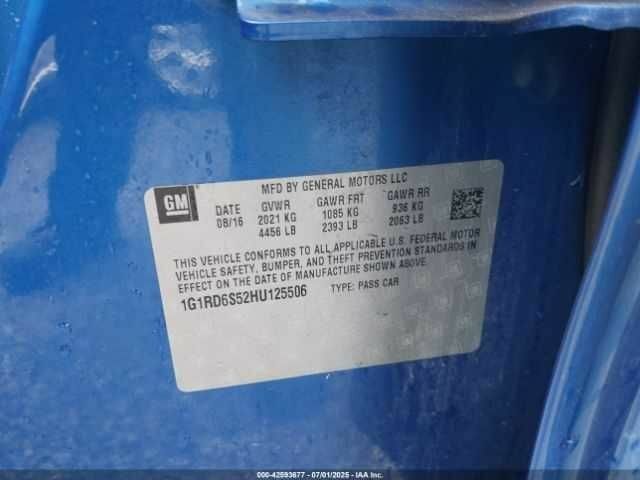 GM
MFD BY GENERAL MOTORS LLC
DATE GVWR GAWR FRT GAWR RR
08/16 2021 KG 1085 KG 936 KG
4456 LB 2393 LB 2063 LB
THIS VEHICLE CONFORMS TO ALL APPLICABLE U.S. FEDERAL MOTOR
VEHICLE SAFETY, BUMPER, AND THEFT PREVENTION STANDARDS IN
EFFECT ON THE DATE OF MANUFACTURE SHOWN ABOVE.
1G1RD6S52HU125506 TYPE: PASS CAR
000-42593677 - 07/01/2025 - IAA Inc.